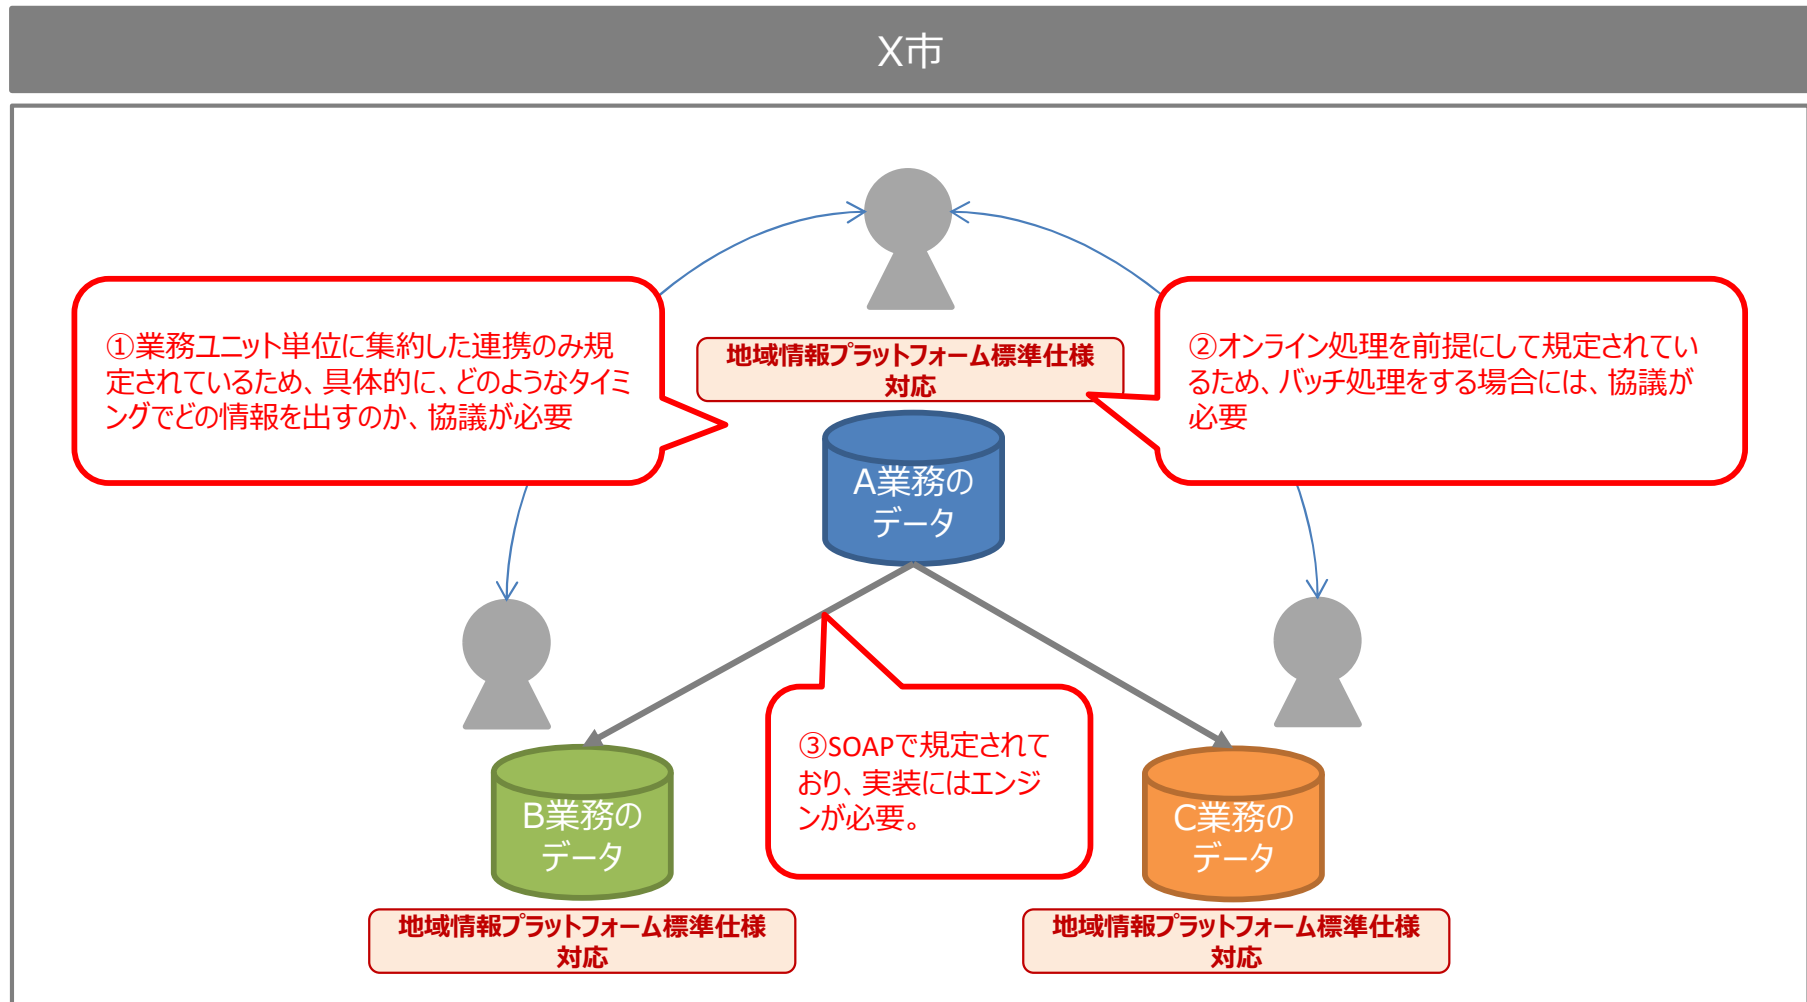 X市
①業務ユニット単位に集約した連携のみ規
定されているため、具体的に、どのようなタイミ
ングでどの情報を出すのか、協議が必要
地域情報プラットフォーム標準仕様
対応
②オンライン処理を前提にして規定されてい
るため、バッチ処理をする場合には、協議が
必要
A業務の
データ
③SOAPで規定されて
おり、実装にはエンジ
ンが必要。
B業務の
データ
C業務の
データ
地域情報プラットフォーム標準仕様
対応
地域情報プラットフォーム標準仕様
対応